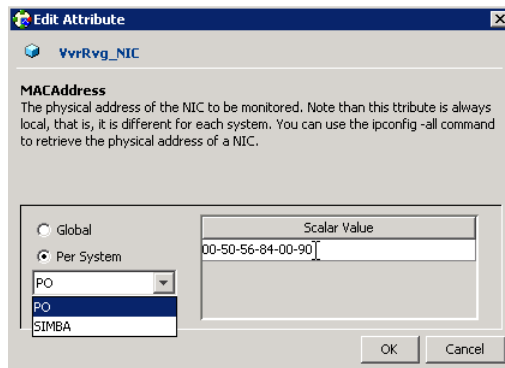 Edit Attribute
VvrRvg_NIC
MACAddress
The physical address of the NIC to be monitored. Note than this ttribute is always
local, that is, it is different for each system. You can use the ipconfig -all command
to retrieve the physical address of a NIC.
Global
Per System
Scalar Value
00-50-56-84-00-90
PO
PO
SIMBA
OK
Cancel